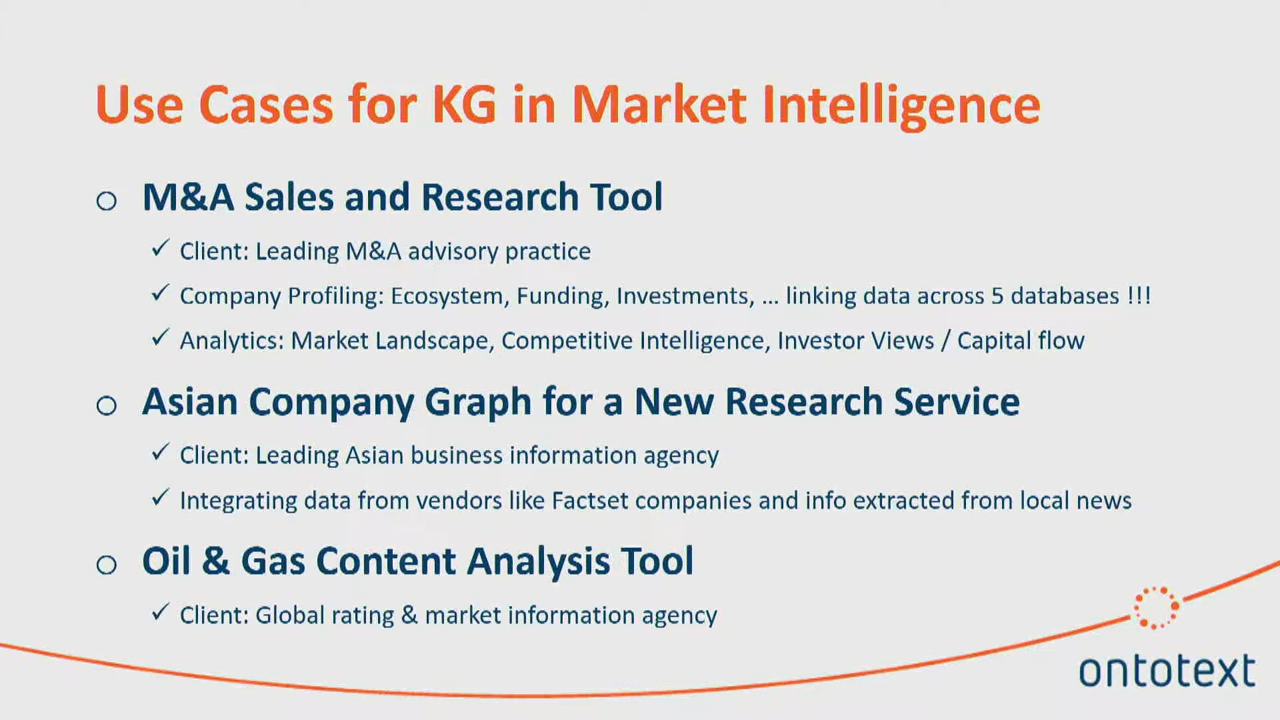 Use Cases for KG in Market Intelligence
o M&A Sales and Research Tool
✓ Client: Leading M&A advisory practice
✓ Company Profiling: Ecosystem, Funding, Investments, ... linking data across 5 databases !!!
✓ Analytics: Market Landscape, Competitive Intelligence, Investor Views / Capital flow
o Asian Company Graph for a New Research Service
✓ Client: Leading Asian business information agency
✓ Integrating data from vendors like Factset companies and info extracted from local news
o Oil & Gas Content Analysis Tool
✓ Client: Global rating & market information agency
ontotext